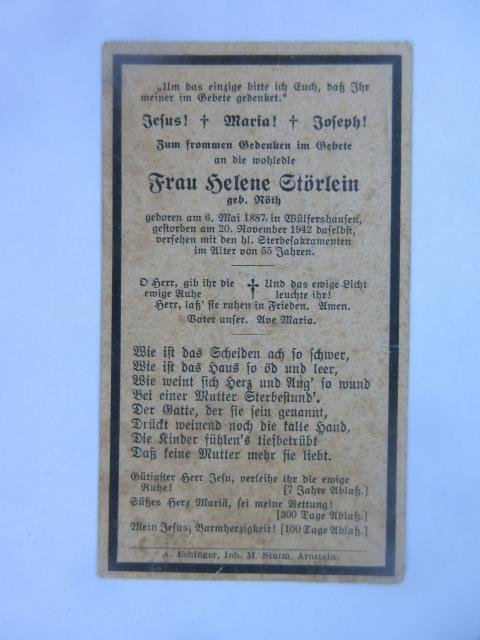 „Um das einzige bitte ich Euch, daß Ihr
meiner im Gebete gedenket."
Jesus! † Maria! † Joseph!
Zum frommen Gedenken im Gebete
an die wohledle
Frau Helene Störlein
geb. Nöth
geboren am 6. Mai 1887 in Wülfershausen,
gestorben am 20. November 1942 daselbst,
versehen mit den hl. Sterbesakramenten
im Alter von 55 Jahren.
O Herr, gib ihr die † Und das ewige Licht
ewige Ruhe leuchte ihr!
Herr, laß' sie ruhen in Frieden. Amen.
Vater unser. Ave Maria.
Wie ist das Scheiden ach so schwer,
Wie ist das Haus so öd und leer,
Wie weint sich Herz und Aug' so wund
Bei einer Mutter Sterbestund'.
Der Gatte, der sie sein genannt,
Drückt weinend noch die kalte Hand,
Die Kinder fühlen's tiefbetrübt
Daß keine Mutter mehr sie liebt.
Gütigster Herr Jesu, verleihe ihr die ewige
Ruhe! [7 Jahre Ablaß.]
Süßes Herz Mariä, sei meine Rettung!
[300 Tage Ablaß.]
Mein Jesus, Barmherzigkeit! [100 Tage Ablaß.]
A. Echinger, Inh. M. Sturm, Arnstein